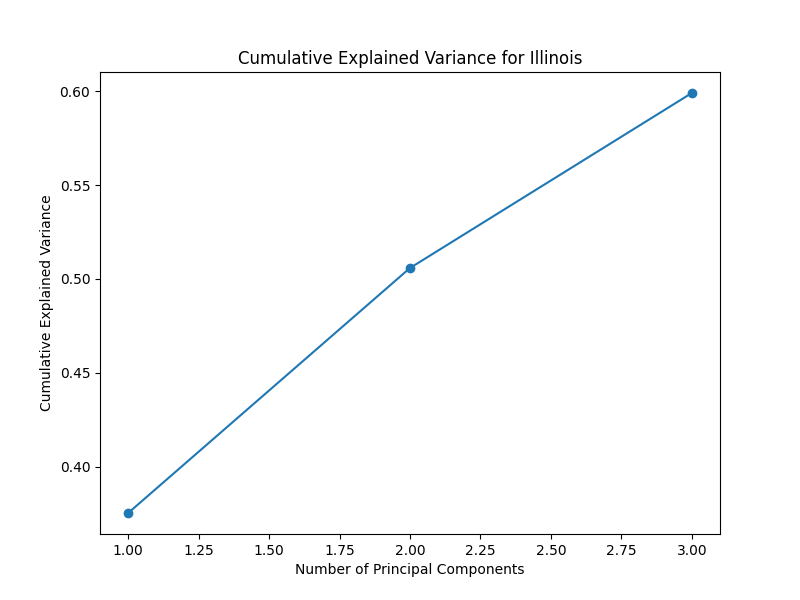 Cumulative Explained Variance for Illinois
0.60
0.55
0.50
0.45
0.40
Cumulative Explained Variance
1.00 1.25 1.50 1.75 2.00 2.25 2.50 2.75 3.00
Number of Principal Components